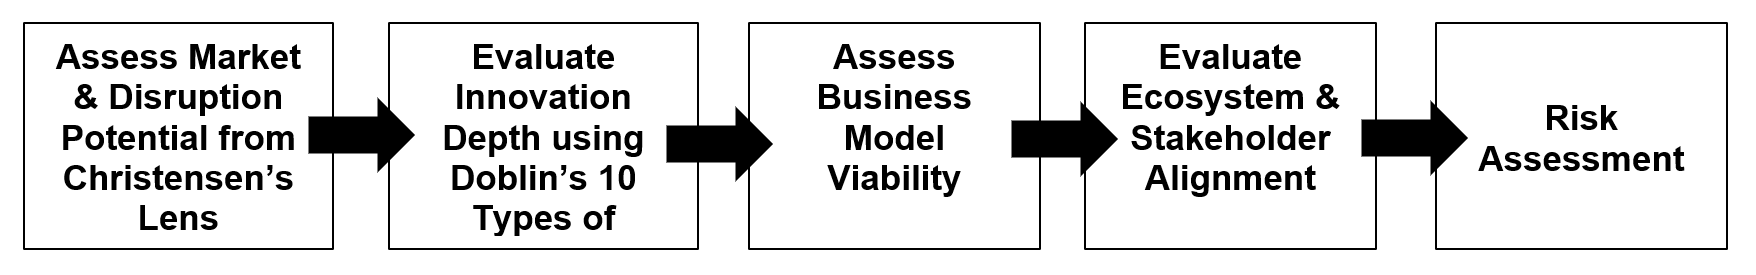 Assess Market
& Disruption
Potential from
Christensen’s
Lens
Evaluate
Innovation
Depth using
Doblin’s 10
Types of
Assess
Business
Model
Viability
Evaluate
Ecosystem &
Stakeholder
Alignment
Risk
Assessment